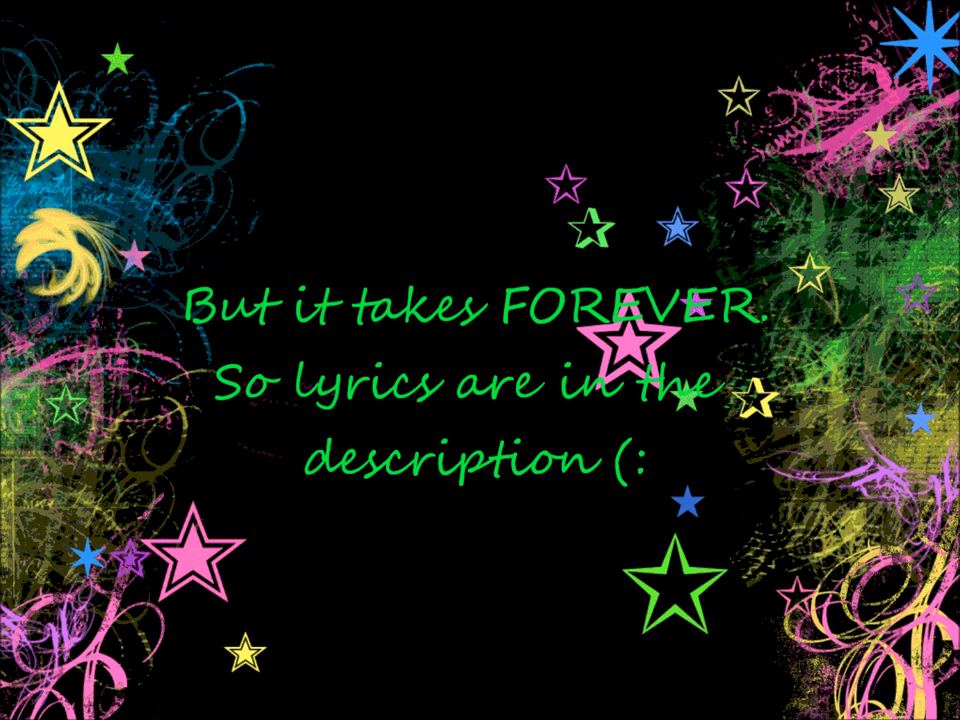 But it takes FOREVER.
So lyrics are in the
description (: